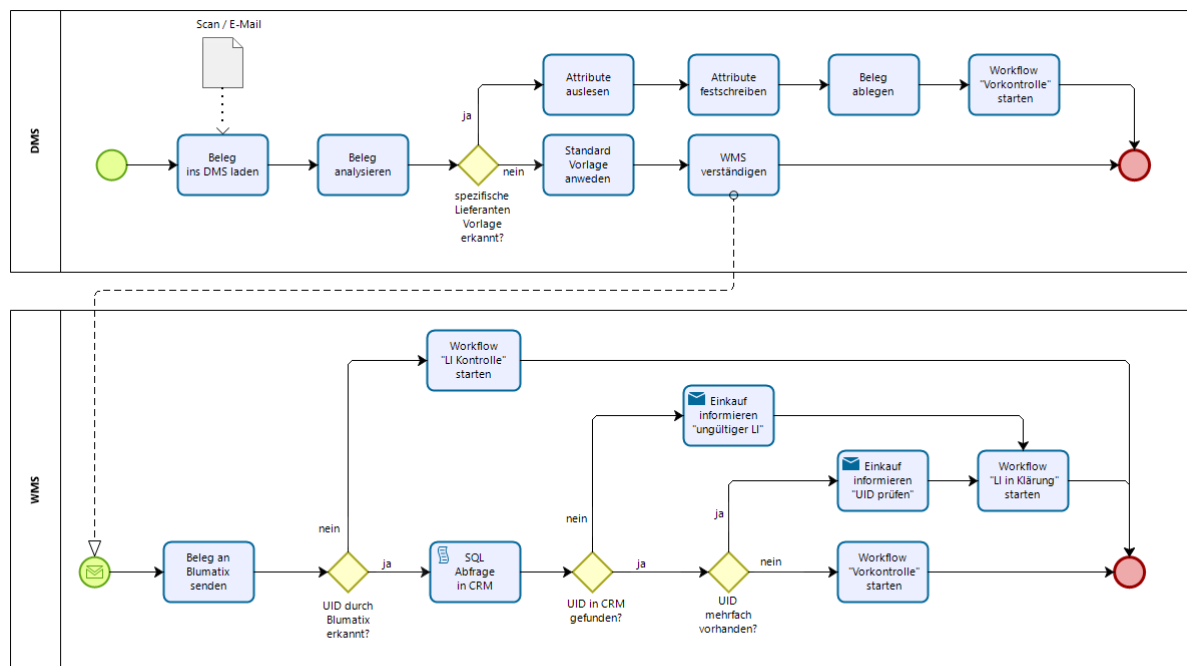 DMS
Scan / E-Mail
Beleg
ins DMS laden
Beleg
analysieren
spezifische
Lieferanten
Vorlage
erkannt?
ja
Attribute
auslesen
Attribute
festschreiben
Beleg
ablegen
Workflow
"Vorkontrolle"
starten
nein
Standard
Vorlage
anweden
WMS
verständigen
WMS
Beleg an
Blumatix
senden
UID durch
Blumatix
erkannt?
nein
Workflow
"LI Kontrolle"
starten
ja
SQL
Abfrage
in CRM
UID in CRM
gefunden?
nein
Einkauf
informieren
"ungültiger LI"
ja
UID
mehrfach
vorhanden?
ja
Einkauf
informieren
"UID prüfen"
Workflow
"LI in Klärung"
starten
nein
Workflow
"Vorkontrolle"
starten